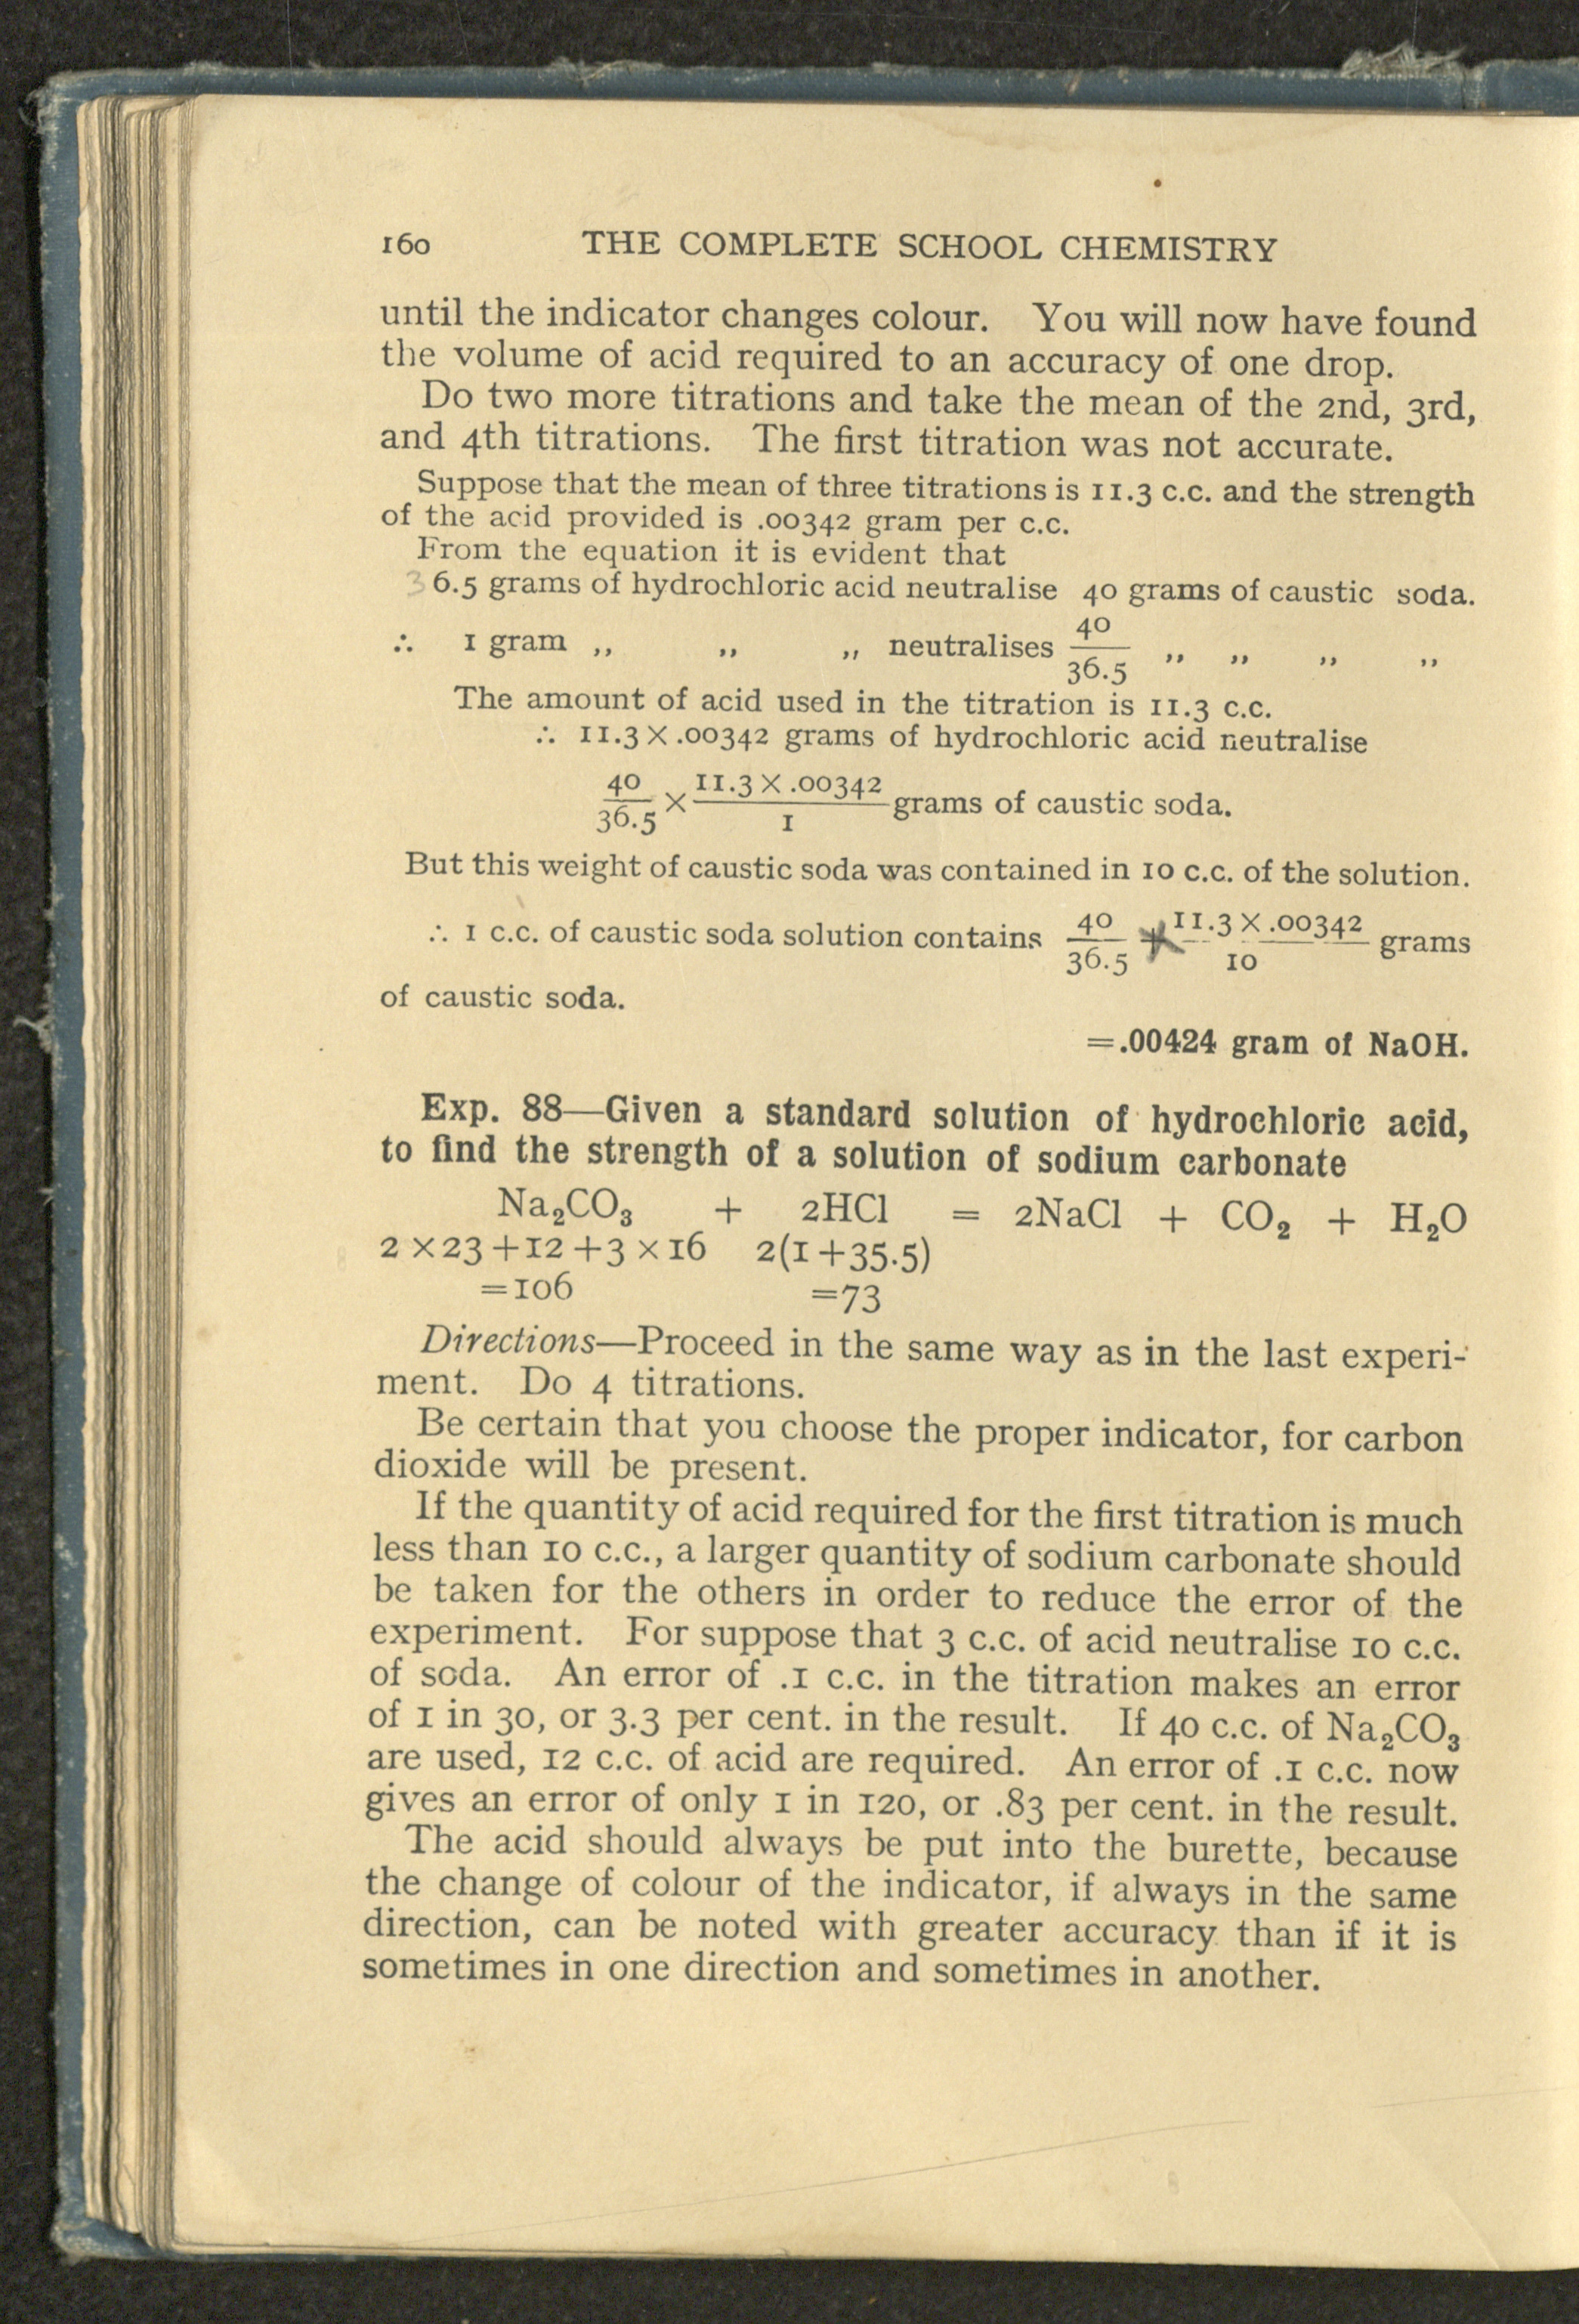 160 THE COMPLETE SCHOOL CHEMISTRY
until the indicator changes colour. You will now have found
the volume of acid required to an accuracy of one drop.
Do two more titrations and take the mean of the 2nd, 3rd,
and 4th titrations. The first titration was not accurate.
Suppose that the mean of three titrations is 11.3 c.c. and the strength
of the acid provided is .00342 gram per c.c.
From the equation it is evident that
36.5 grams of hydrochloric acid neutralise 40 grams of caustic soda.
∴ 1 gram ,, ,, ,, neutralises 40/36.5 ,, ,, ,, ,,
The amount of acid used in the titration is 11.3 c.c.
∴ 11.3 × .00342 grams of hydrochloric acid neutralise
40/36.5 × 11.3 × .00342/1 grams of caustic soda.
But this weight of caustic soda was contained in 10 c.c. of the solution.
∴ 1 c.c. of caustic soda solution contains 40/36.5 × 11.3 × .00342/10 grams
of caustic soda.
=.00424 gram of NaOH.
Exp. 88—Given a standard solution of hydrochloric acid,
to find the strength of a solution of sodium carbonate
Na₂CO₃ + 2HCl = 2NaCl + CO₂ + H₂O
2 × 23 + 12 + 3 × 16 2(1 + 35.5)
=106 =73
Directions—Proceed in the same way as in the last experi-
ment. Do 4 titrations.
Be certain that you choose the proper indicator, for carbon
dioxide will be present.
If the quantity of acid required for the first titration is much
less than 10 c.c., a larger quantity of sodium carbonate should
be taken for the others in order to reduce the error of the
experiment. For suppose that 3 c.c. of acid neutralise 10 c.c.
of soda. An error of .1 c.c. in the titration makes an error
of 1 in 30, or 3.3 per cent. in the result. If 40 c.c. of Na₂CO₃
are used, 12 c.c. of acid are required. An error of .1 c.c. now
gives an error of only 1 in 120, or .83 per cent. in the result.
The acid should always be put into the burette, because
the change of colour of the indicator, if always in the same
direction, can be noted with greater accuracy than if it is
sometimes in one direction and sometimes in another.